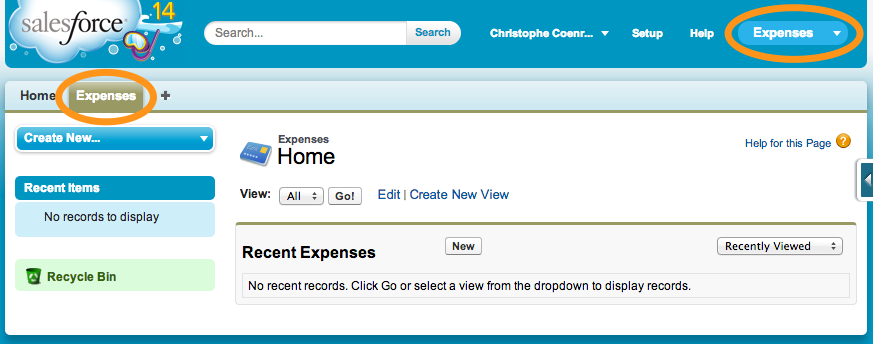 salesforce
14
Search...
Search
Christophe Coenr...
Setup
Help
Expenses
Home
Expenses
+
Create New...
Recent Items
No records to display
Recycle Bin
Expenses
Home
Help for this Page ?
View: All Go! Edit | Create New View
Recent Expenses
New
Recently Viewed
No recent records. Click Go or select a view from the dropdown to display records.